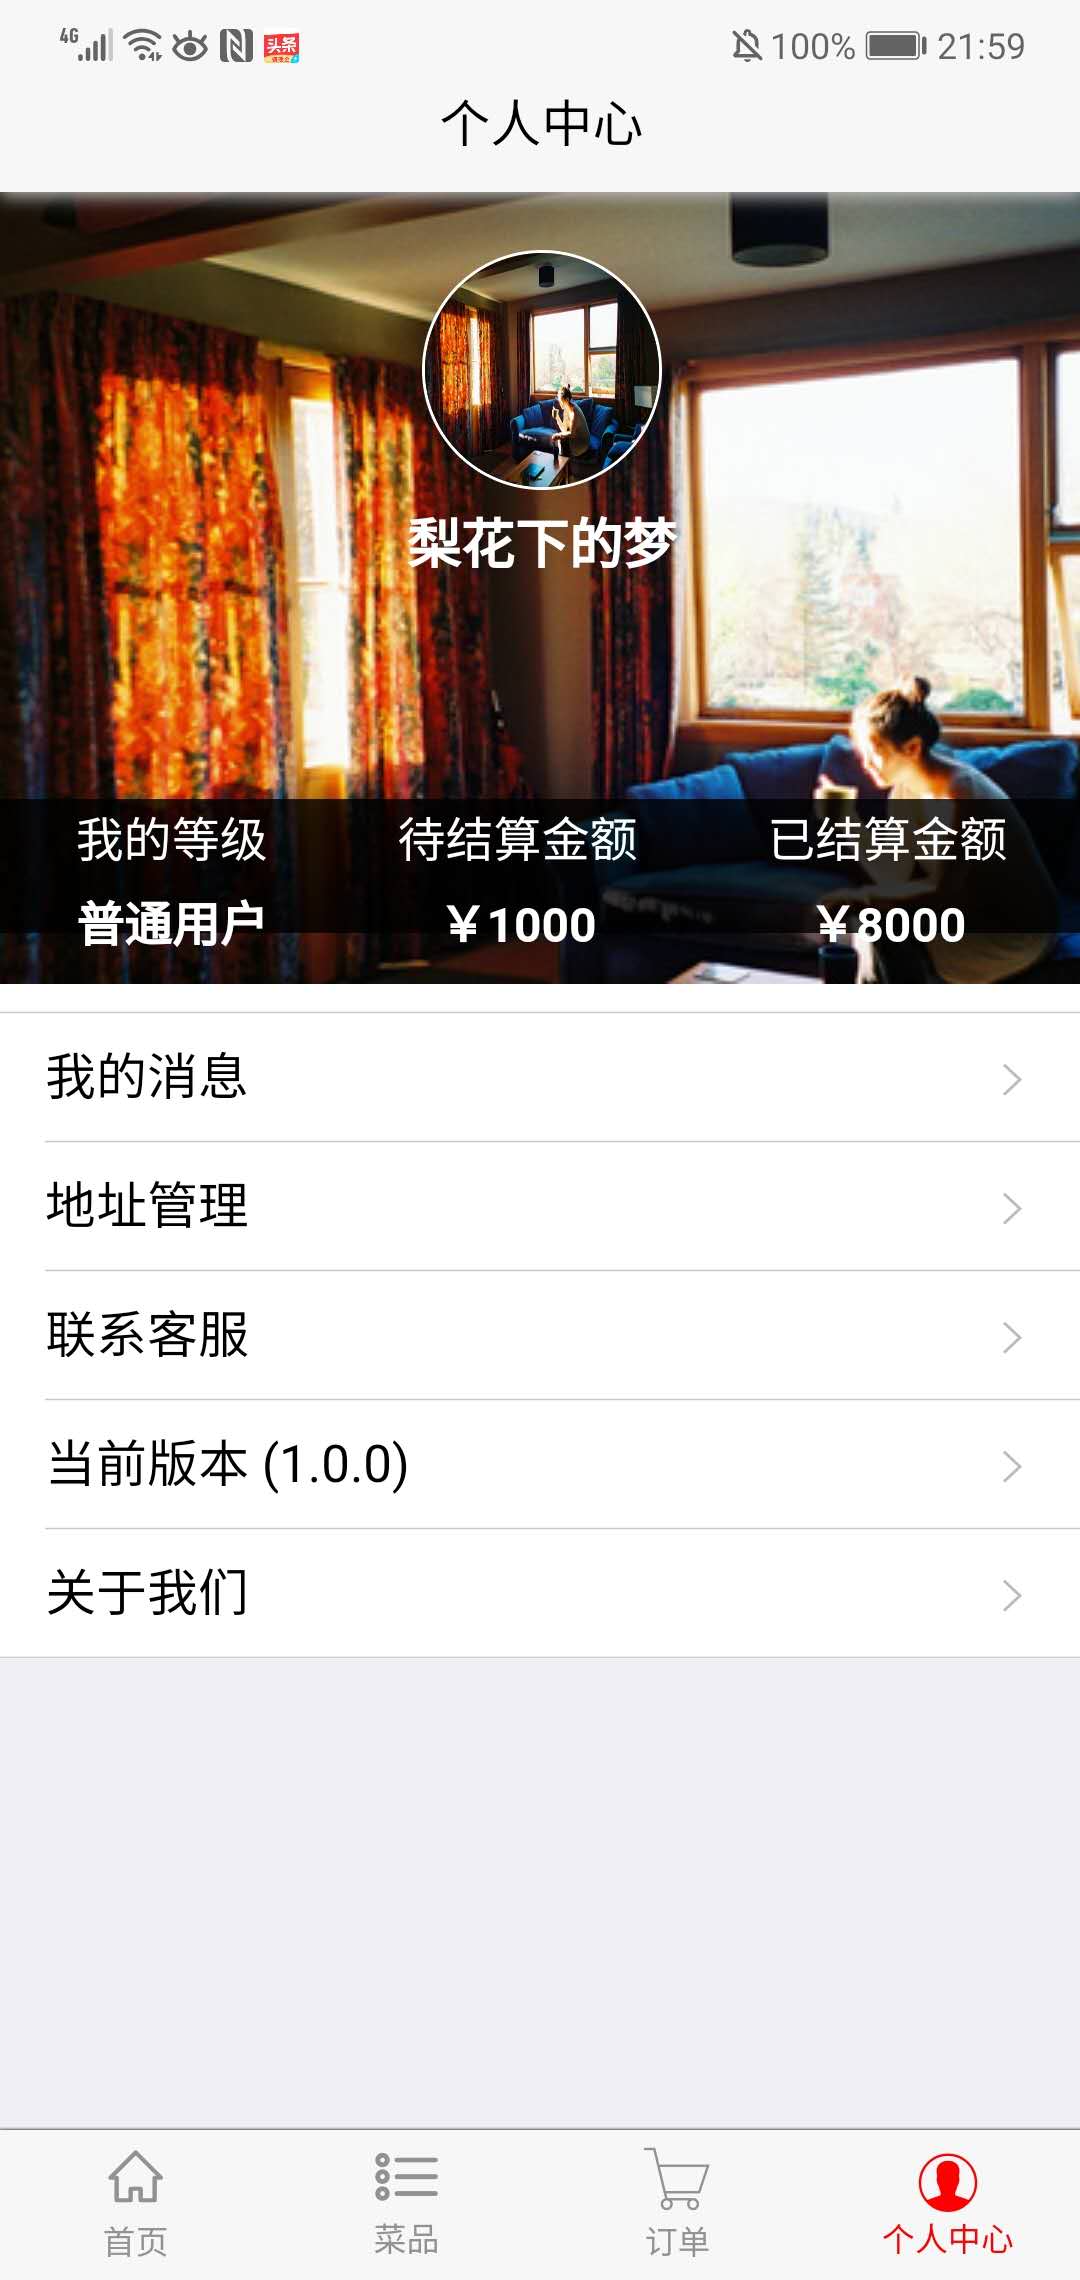 4G 头条 100% 21:59
个人中心
梨花下的梦
我的等级 待结算金额 已结算金额
普通用户 ￥1000 ￥8000
我的消息
地址管理
联系客服
当前版本 (1.0.0)
关于我们
首页 菜品 订单 个人中心